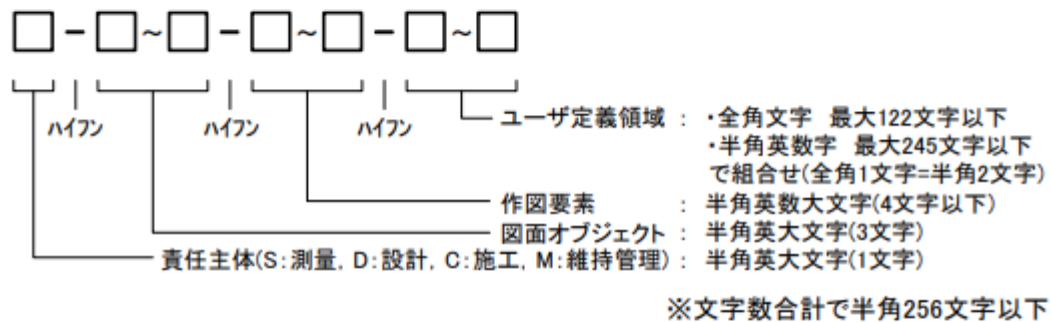 □-□~□-□~□-□~□
ハイフン ハイフン ハイフン
ユーザ定義領域 : ・全角文字 最大122文字以下
・半角英数字 最大245文字以下
で組合せ(全角1文字=半角2文字)
作図要素 : 半角英数大文字(4文字以下)
図面オブジェクト : 半角英大文字(3文字)
責任主体(S:測量, D:設計, C:施工, M:維持管理) : 半角英大文字(1文字)
※文字数合計で半角256文字以下